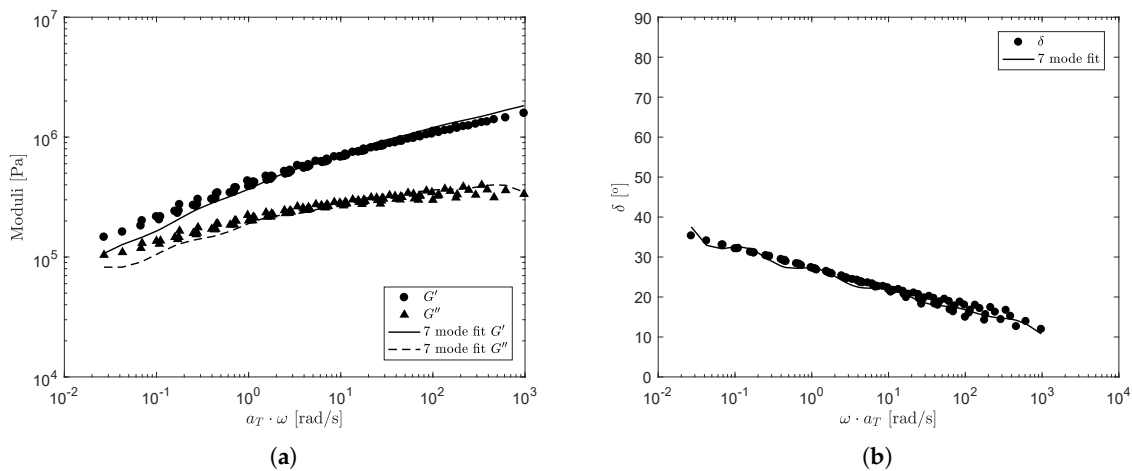 10^7
10^6
10^5
10^4
Moduli [Pa]
G′
G″
7 mode fit G′
7 mode fit G″
10^-2 10^-1 10^0 10^1 10^2 10^3
a_T · ω [rad/s]
(a)
90
80
70
60
50
40
30
20
10
0
δ [°]
δ
7 mode fit
10^-2 10^-1 10^0 10^1 10^2 10^3 10^4
ω · a_T [rad/s]
(b)